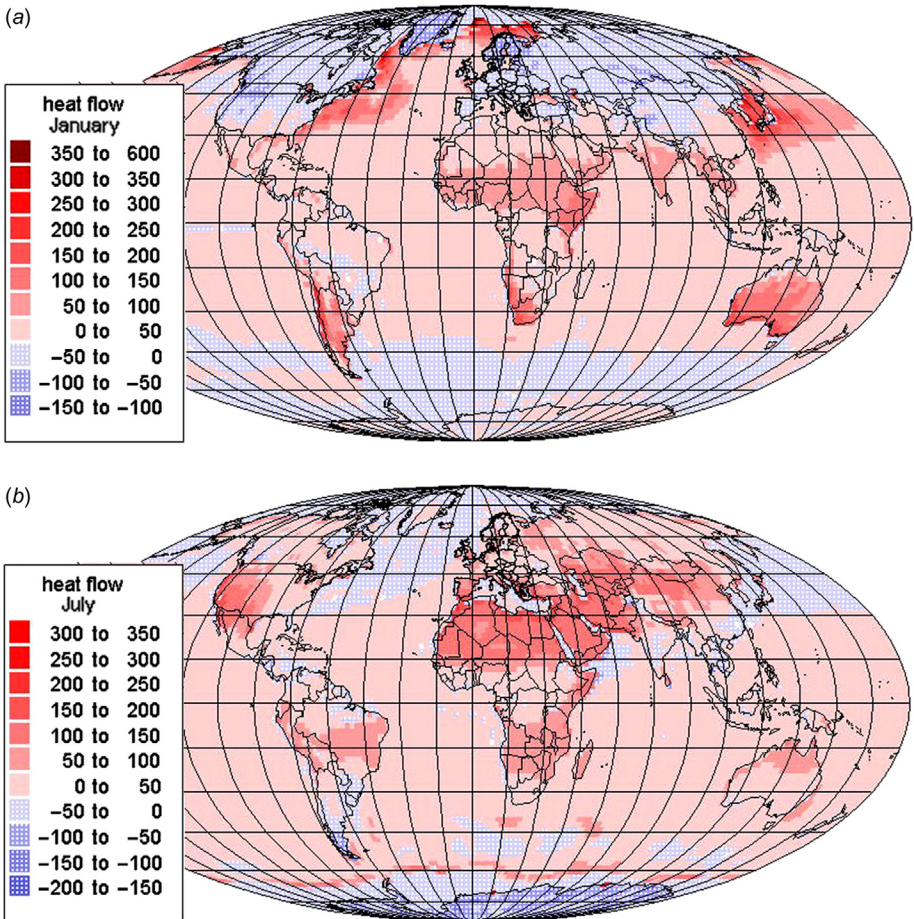 (a)
heat flow
January
350 to 600
300 to 350
250 to 300
200 to 250
150 to 200
100 to 150
50 to 100
0 to 50
−50 to 0
−100 to −50
−150 to −100
(b)
heat flow
July
300 to 350
250 to 300
200 to 250
150 to 200
100 to 150
50 to 100
0 to 50
−50 to 0
−100 to −50
−150 to −100
−200 to −150